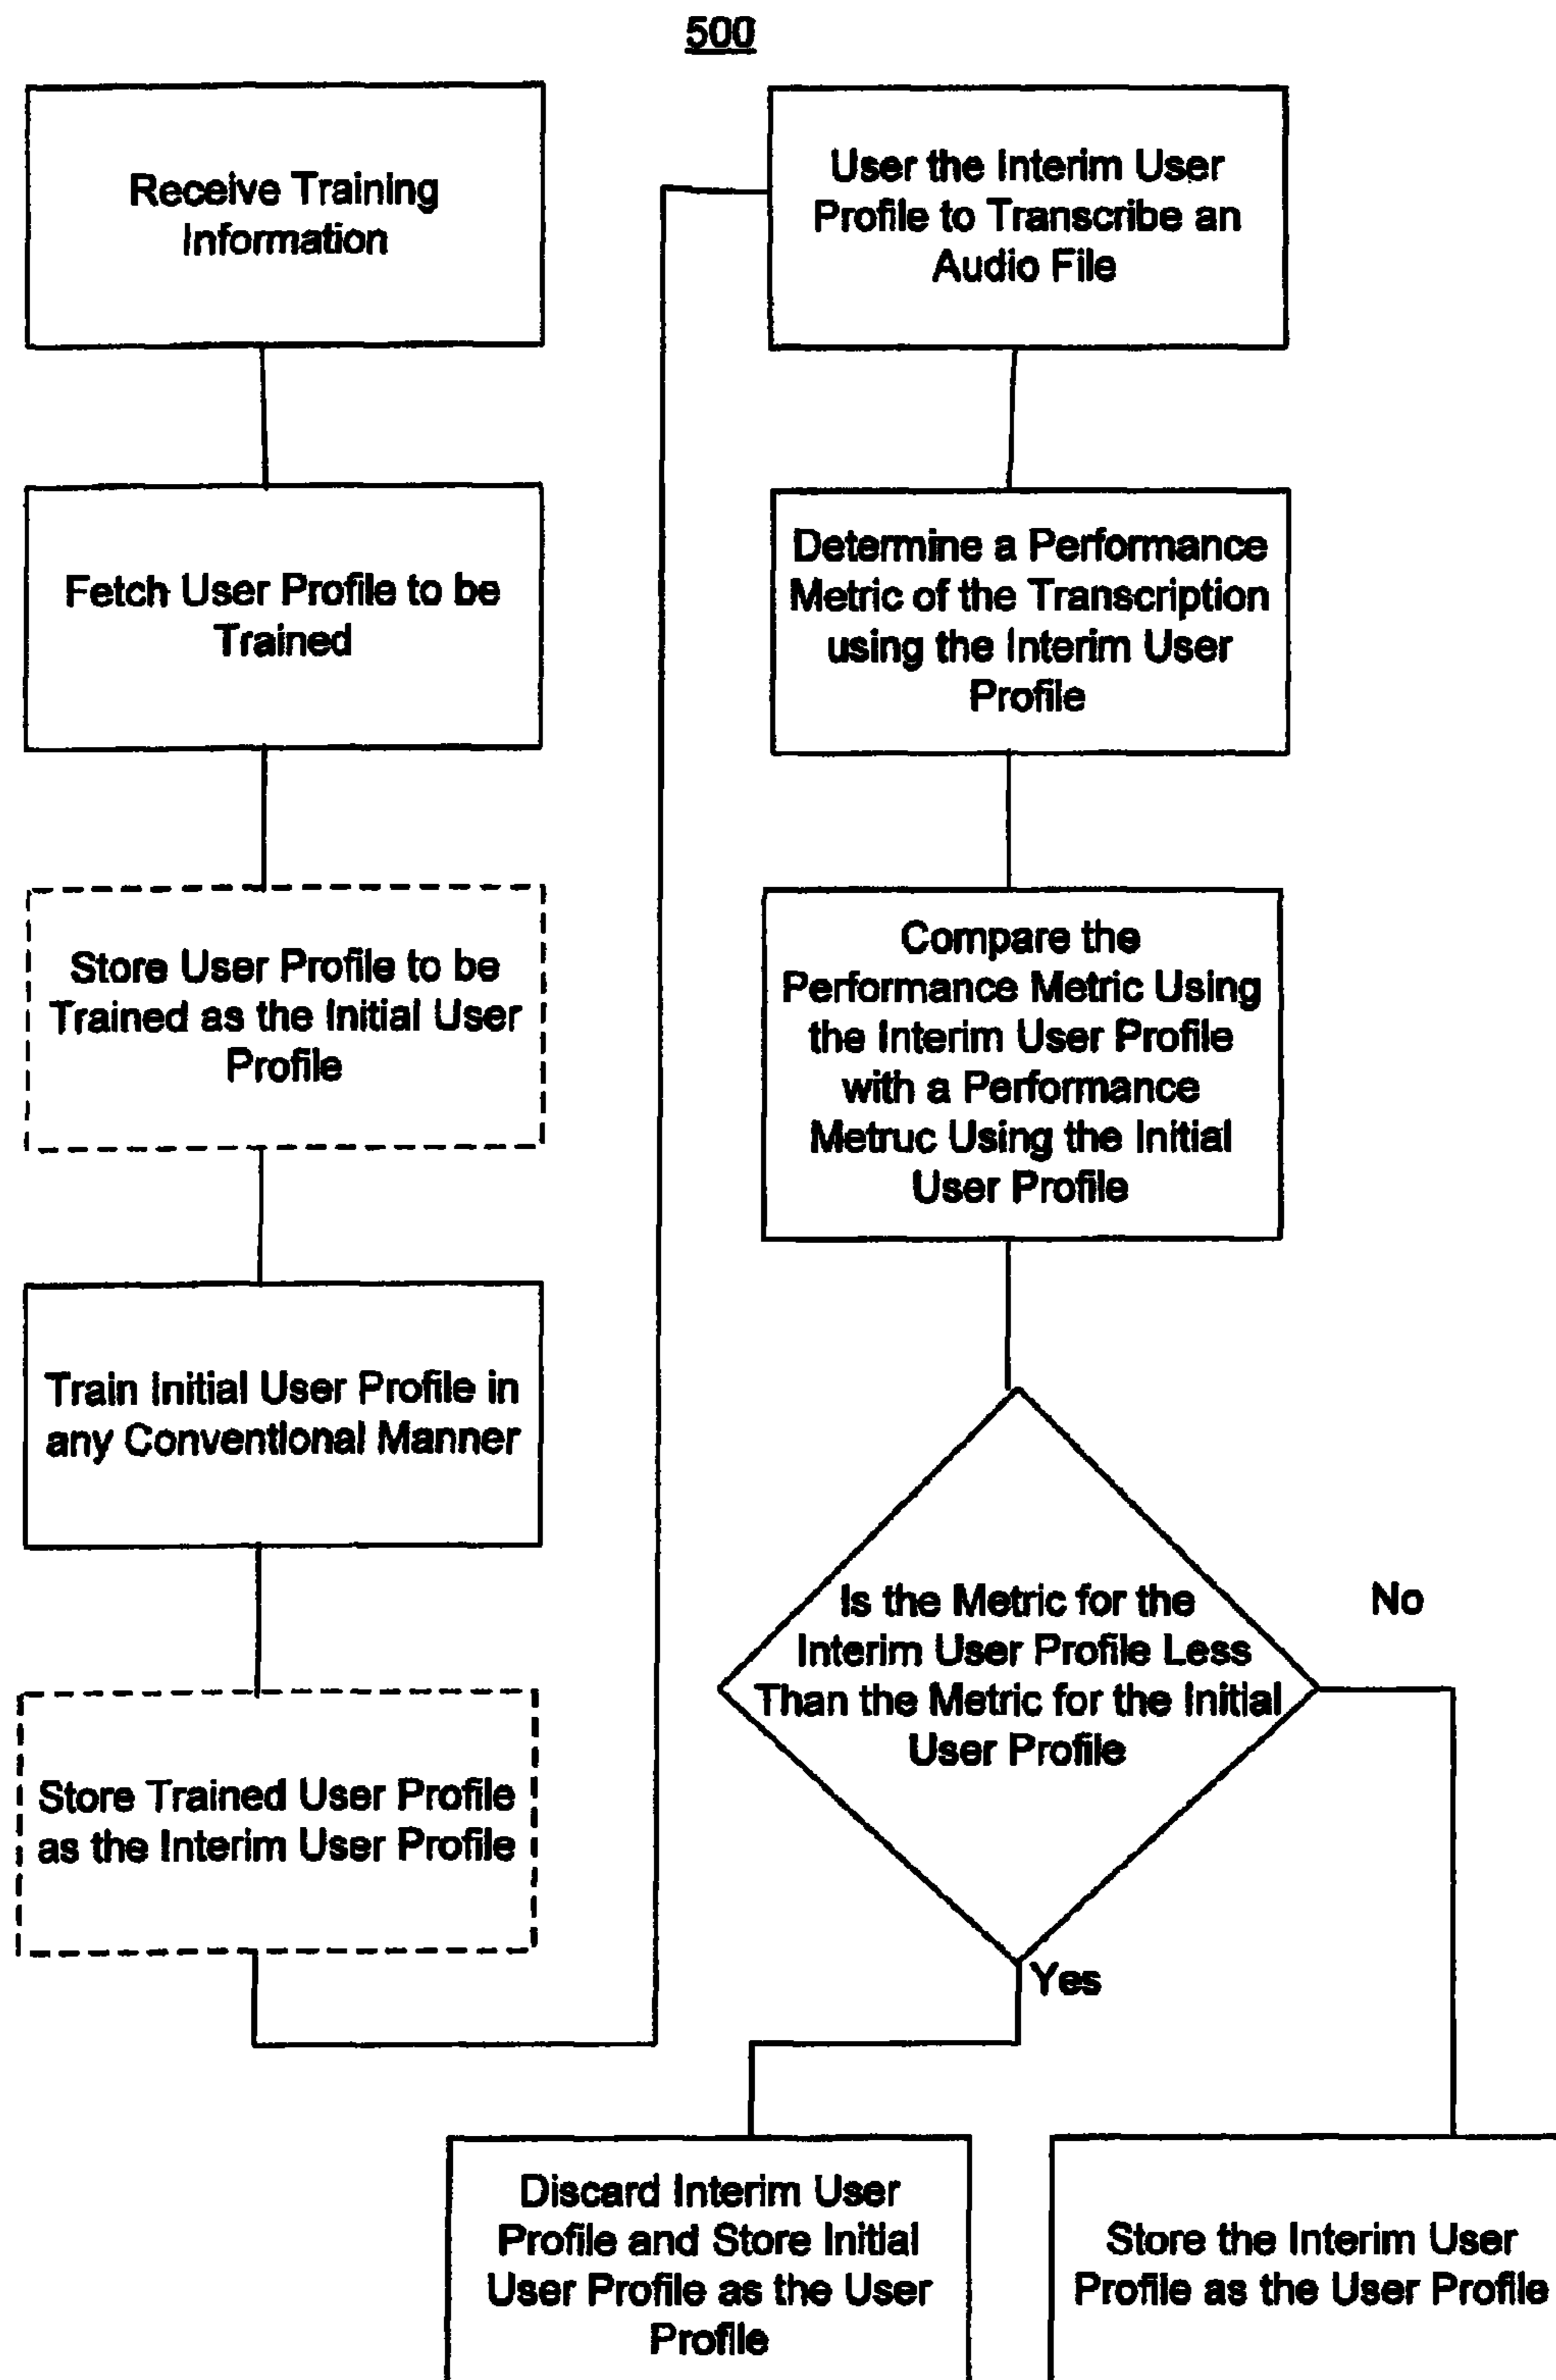 500
Receive Training
Information
Fetch User Profile to be
Trained
Store User Profile to be
Trained as the Initial User
Profile
Train Initial User Profile in
any Conventional Manner
Store Trained User Profile
as the Interim User Profile
User the Interim User
Profile to Transcribe an
Audio File
Determine a Performance
Metric of the Transcription
using the Interim User
Profile
Compare the
Performance Metric Using
the Interim User Profile
with a Performance
Metruc Using the Initial
User Profile
Is the Metric for the
Interim User Profile Less
Than the Metric for the Initial
User Profile
No
Yes
Discard Interim User
Profile and Store Initial
User Profile as the User
Profile
Store the Interim User
Profile as the User Profile